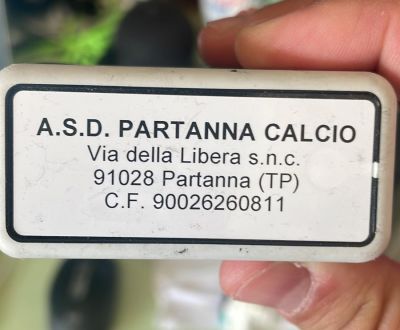 A.S.D. PARTANNA CALCIO
Via della Libera s.n.c.
91028 Partanna (TP)
C.F. 90026260811